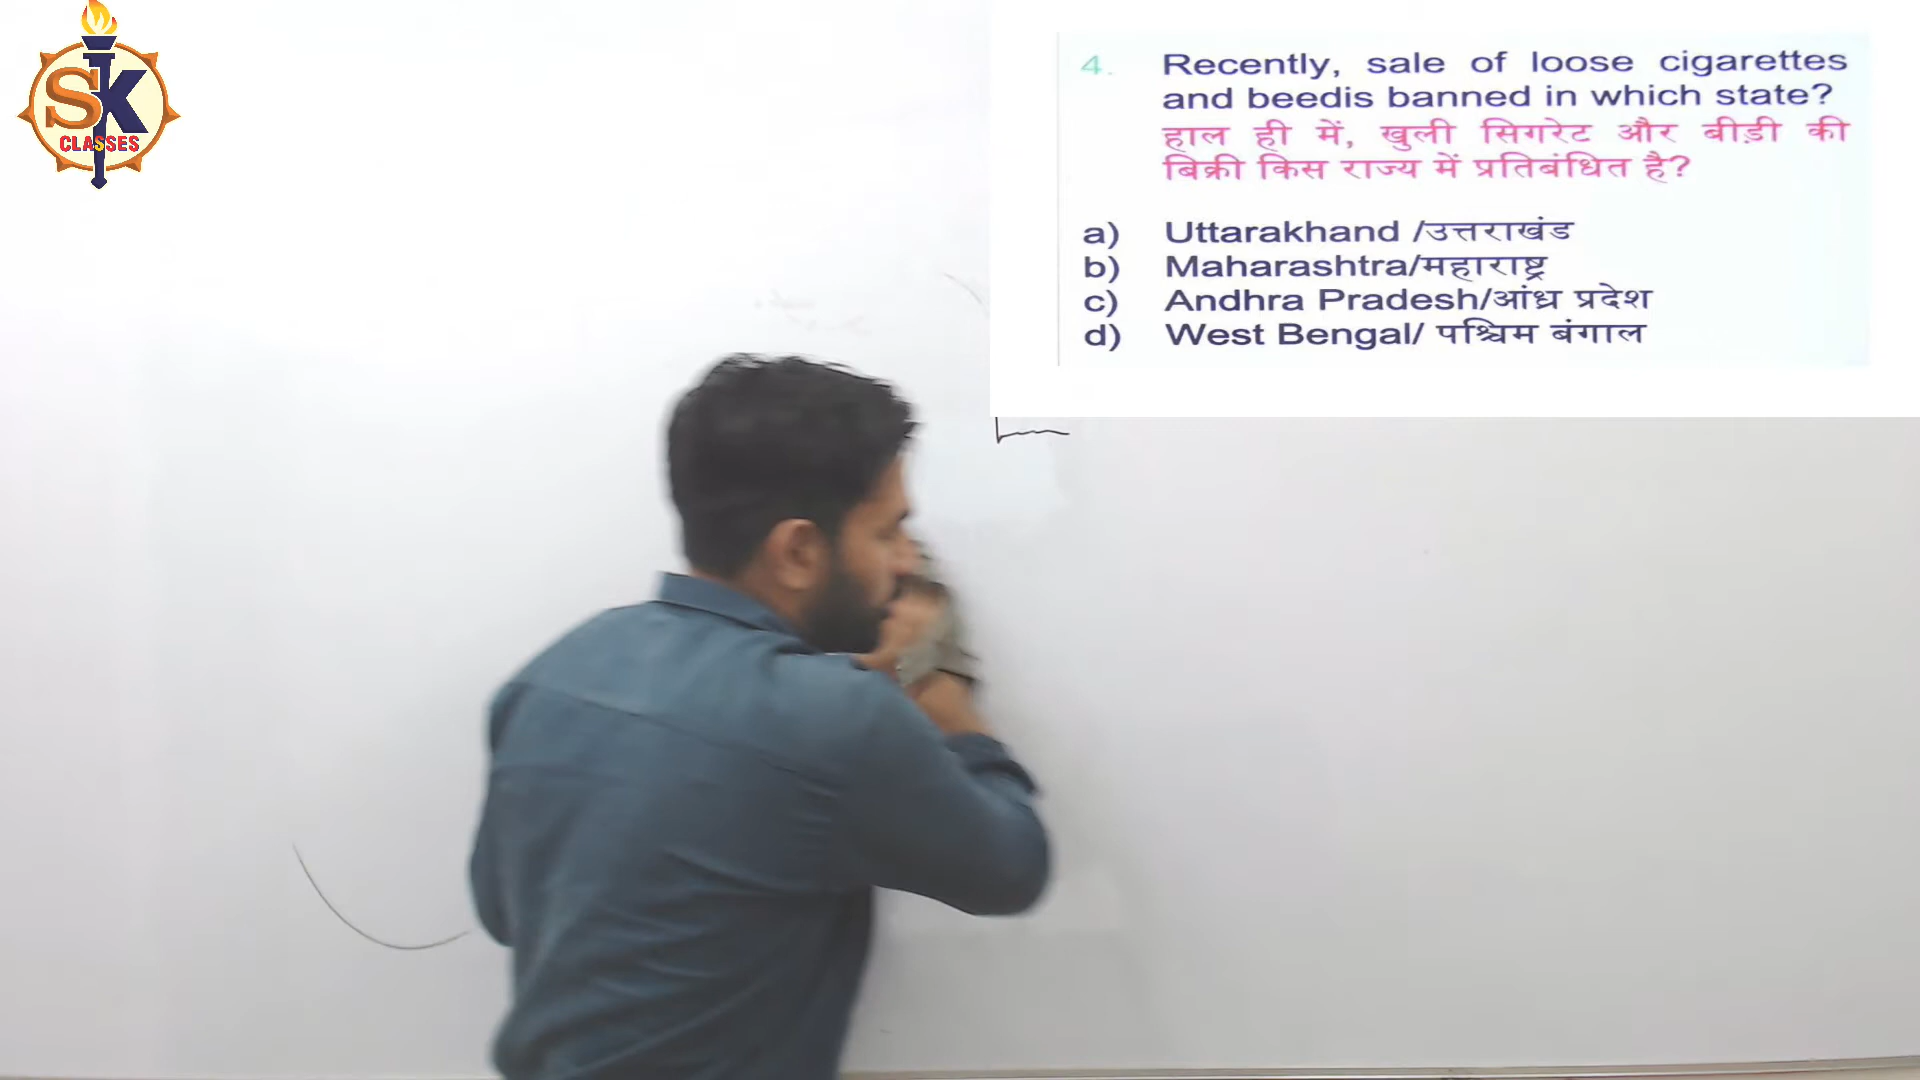 SK
CLASSES
4. Recently, sale of loose cigarettes
and beedis banned in which state?
हाल ही में, खुली सिगरेट और बीड़ी की
बिक्री किस राज्य में प्रतिबंधित है?
a) Uttarakhand /उत्तराखंड
b) Maharashtra/महाराष्ट्र
c) Andhra Pradesh/आंध्र प्रदेश
d) West Bengal/ पश्चिम बंगाल